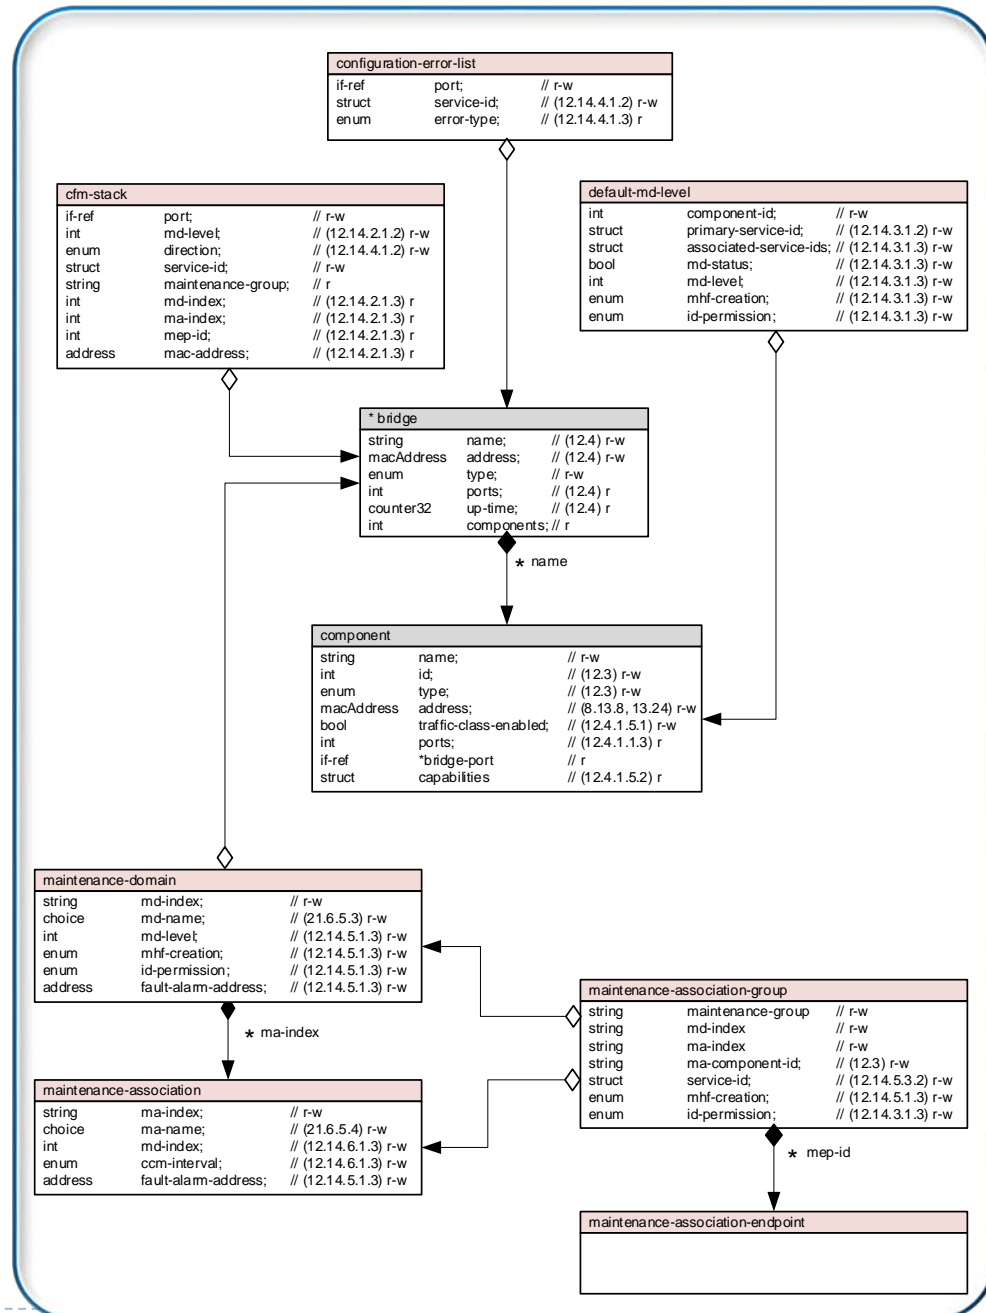 configuration-error-list
if-ref port; // r-w
struct service-id; // (12.14.4.1.2) r-w
enum error-type; // (12.14.4.1.3) r
cfm-stack
if-ref port; // r-w
int md-level; // (12.14.2.1.2) r-w
enum direction; // (12.14.4.1.2) r-w
struct service-id; // r-w
string maintenance-group; // r
int md-index; // (12.14.2.1.3) r
int ma-index; // (12.14.2.1.3) r
int mep-id; // (12.14.2.1.3) r
address mac-address; // (12.14.2.1.3) r
default-md-level
int component-id; // r-w
struct primary-service-id; // (12.14.3.1.2) r-w
struct associated-service-ids; // (12.14.3.1.3) r-w
bool md-status; // (12.14.3.1.3) r-w
int md-level; // (12.14.3.1.3) r-w
enum mhf-creation; // (12.14.3.1.3) r-w
enum id-permission; // (12.14.3.1.3) r-w
* bridge
string name; // (12.4) r-w
macAddress address; // (12.4) r-w
enum type; // r-w
int ports; // (12.4) r
counter32 up-time; // (12.4) r
int components; // r
* name
component
string name; // r-w
int id; // (12.3) r-w
enum type; // (12.3) r-w
macAddress address; // (8.13.8, 13.24) r-w
bool traffic-class-enabled; // (12.4.1.5.1) r-w
int ports; // (12.4.1.1.3) r
if-ref *bridge-port // r
struct capabilities // (12.4.1.5.2) r
maintenance-domain
string md-index; // r-w
choice md-name; // (21.6.5.3) r-w
int md-level; // (12.14.5.1.3) r-w
enum mhf-creation; // (12.14.5.1.3) r-w
enum id-permission; // (12.14.5.1.3) r-w
address fault-alarm-address; // (12.14.5.1.3) r-w
* ma-index
maintenance-association
string ma-index; // r-w
choice ma-name; // (21.6.5.4) r-w
int md-index; // (12.14.6.1.3) r-w
enum ccm-interval; // (12.14.6.1.3) r-w
address fault-alarm-address; // (12.14.5.1.3) r-w
maintenance-association-group
string maintenance-group // r-w
string md-index // r-w
string ma-index // r-w
string ma-component-id; // (12.3) r-w
struct service-id; // (12.14.5.3.2) r-w
enum mhf-creation; // (12.14.5.1.3) r-w
enum id-permission; // (12.14.3.1.3) r-w
* mep-id
maintenance-association-endpoint